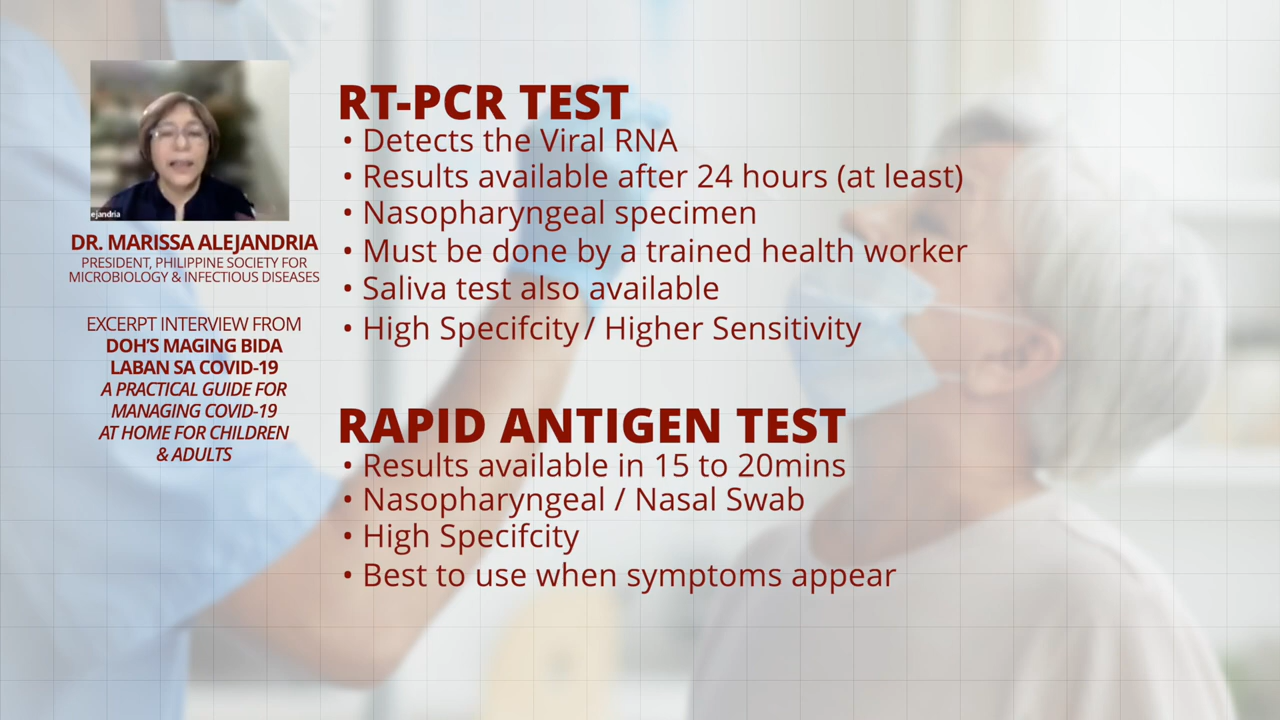 ejandria
DR. MARISSA ALEJANDRIA
PRESIDENT, PHILIPPINE SOCIETY FOR
MICROBIOLOGY & INFECTIOUS DISEASES
EXCERPT INTERVIEW FROM
DOH'S MAGING BIDA
LABAN SA COVID-19
A PRACTICAL GUIDE FOR
MANAGING COVID-19
AT HOME FOR CHILDREN
& ADULTS
RT-PCR TEST
• Detects the Viral RNA
• Results available after 24 hours (at least)
• Nasopharyngeal specimen
• Must be done by a trained health worker
• Saliva test also available
• High Specifcity / Higher Sensitivity
RAPID ANTIGEN TEST
• Results available in 15 to 20mins
• Nasopharyngeal / Nasal Swab
• High Specifcity
• Best to use when symptoms appear